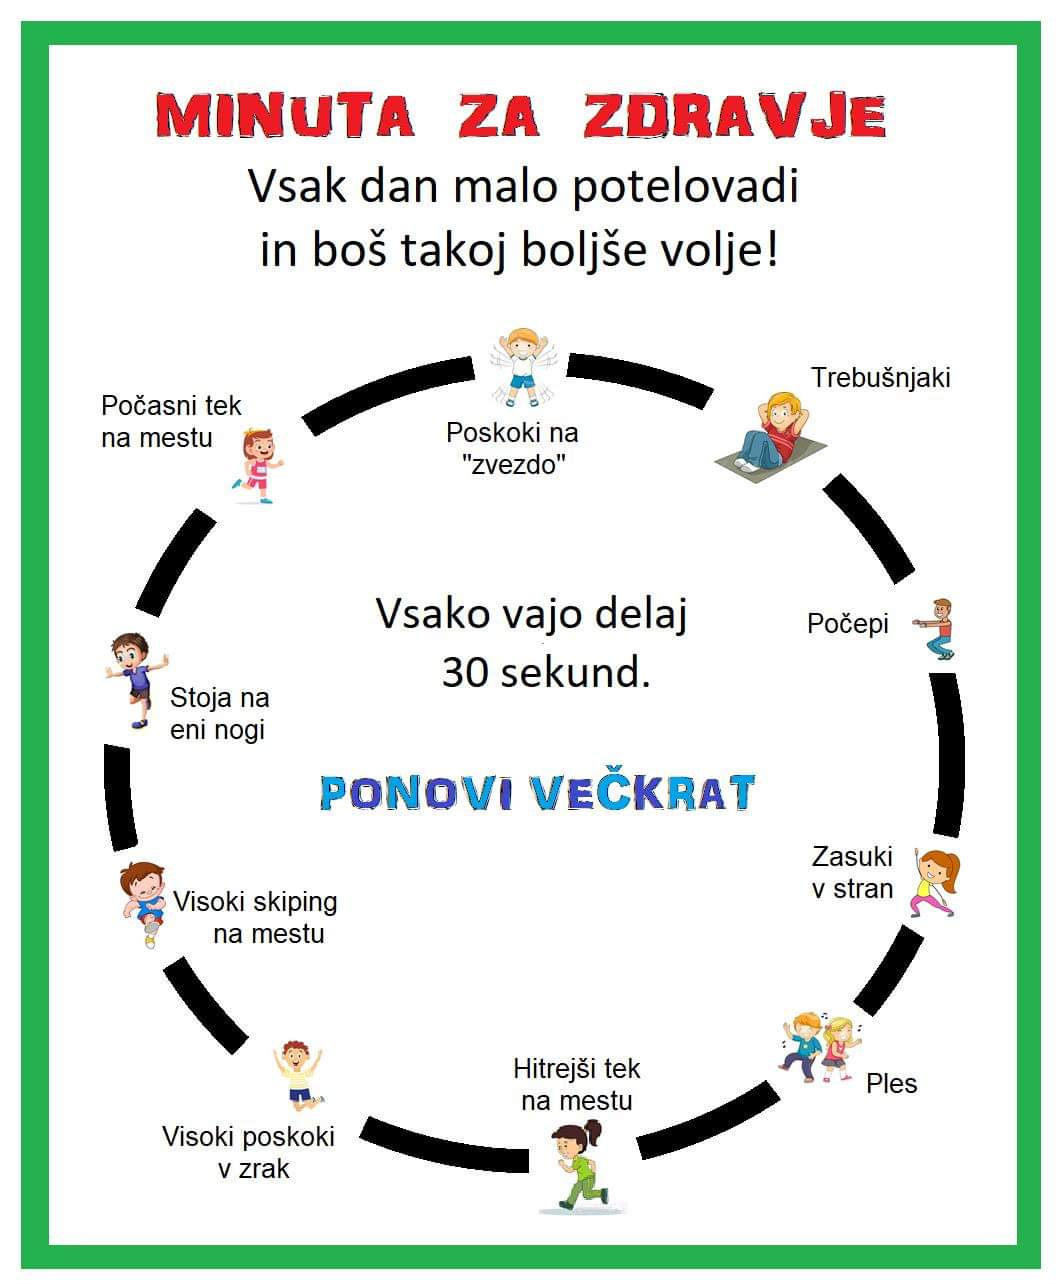 MINUTA ZA ZDRAVJE
Vsak dan malo potelovadi
in boš takoj boljše volje!
Poskoki na
"zvezdo"
Trebušnjaki
Počepi
Zasuki
v stran
Ples
Hitrejši tek
na mestu
Visoki poskoki
v zrak
Visoki skiping
na mestu
Stoja na
eni nogi
Počasni tek
na mestu
Vsako vajo delaj
30 sekund.
PONOVI VEČKRAT